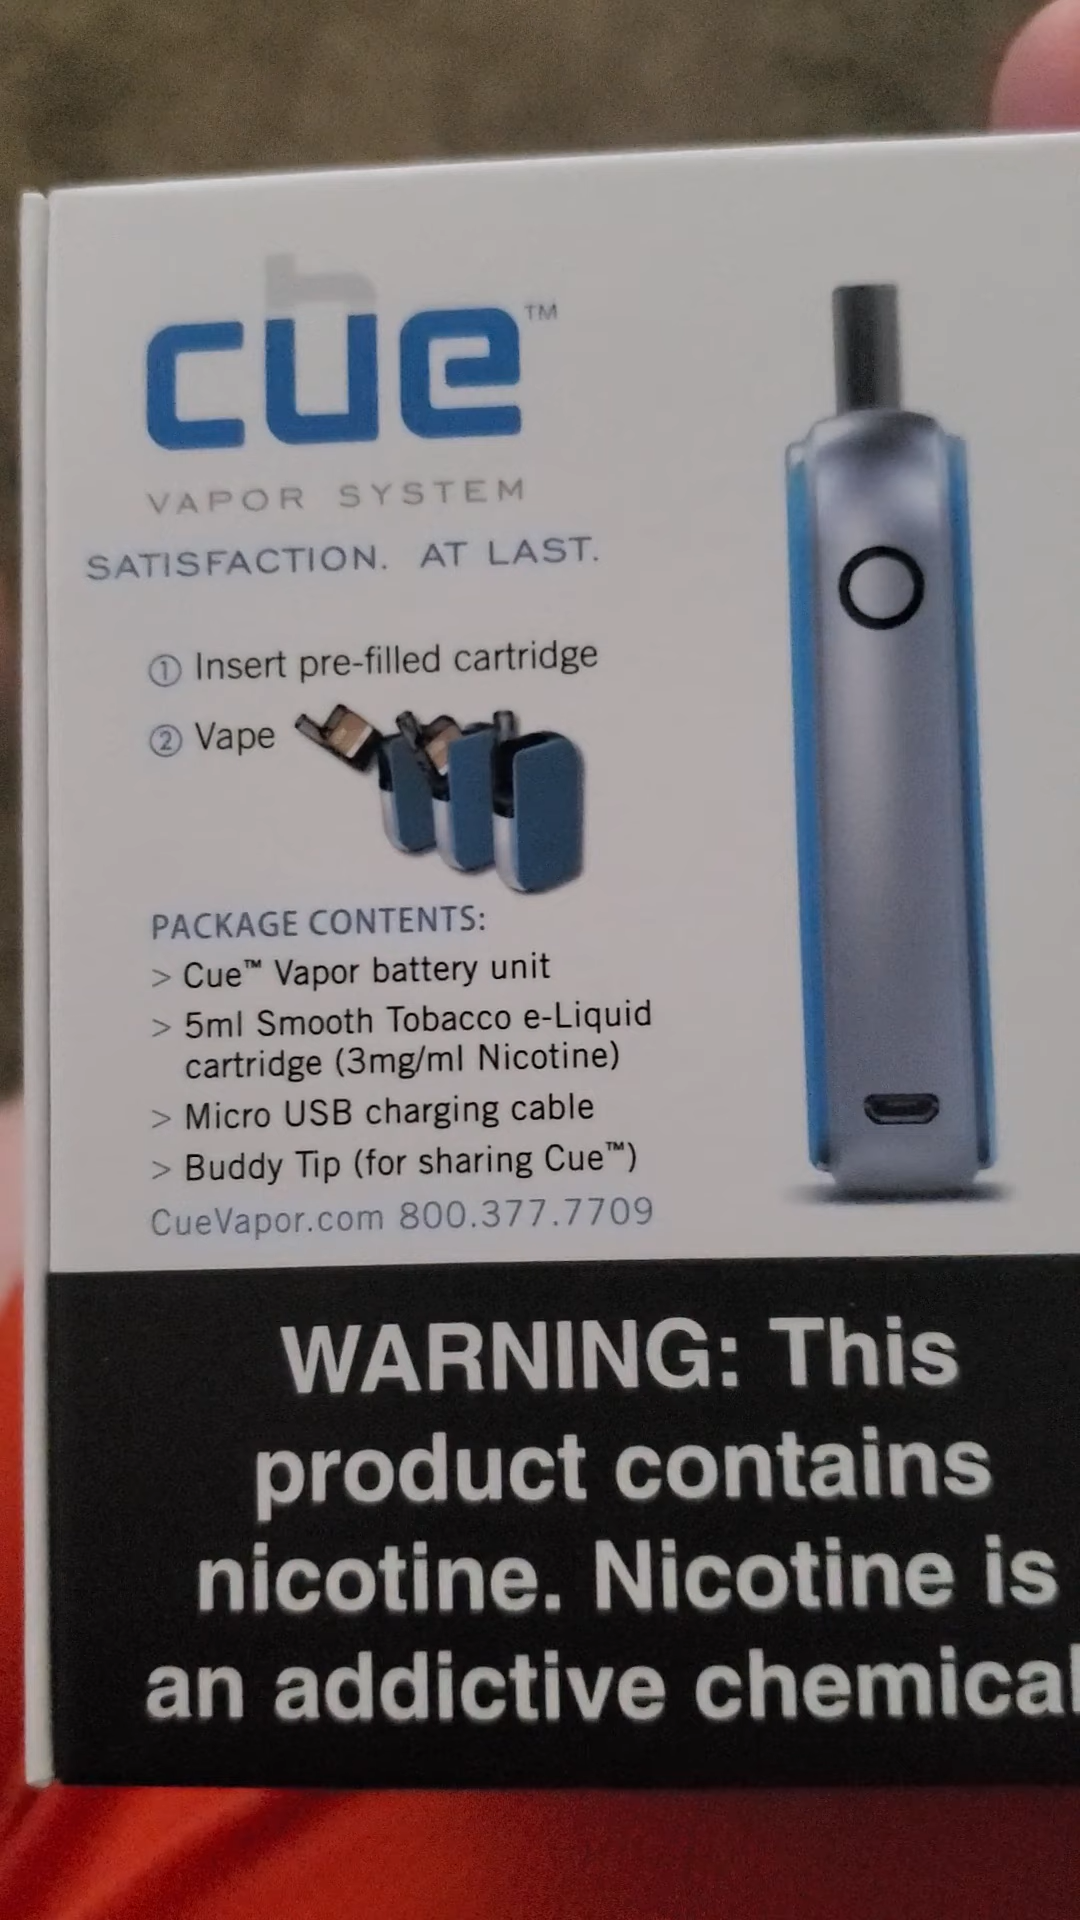 cue™
VAPOR SYSTEM
SATISFACTION. AT LAST.
① Insert pre-filled cartridge
② Vape
PACKAGE CONTENTS:
> Cue™ Vapor battery unit
> 5ml Smooth Tobacco e-Liquid
cartridge (3mg/ml Nicotine)
> Micro USB charging cable
> Buddy Tip (for sharing Cue™)
CueVapor.com 800.377.7709
WARNING: This
product contains
nicotine. Nicotine is
an addictive chemical